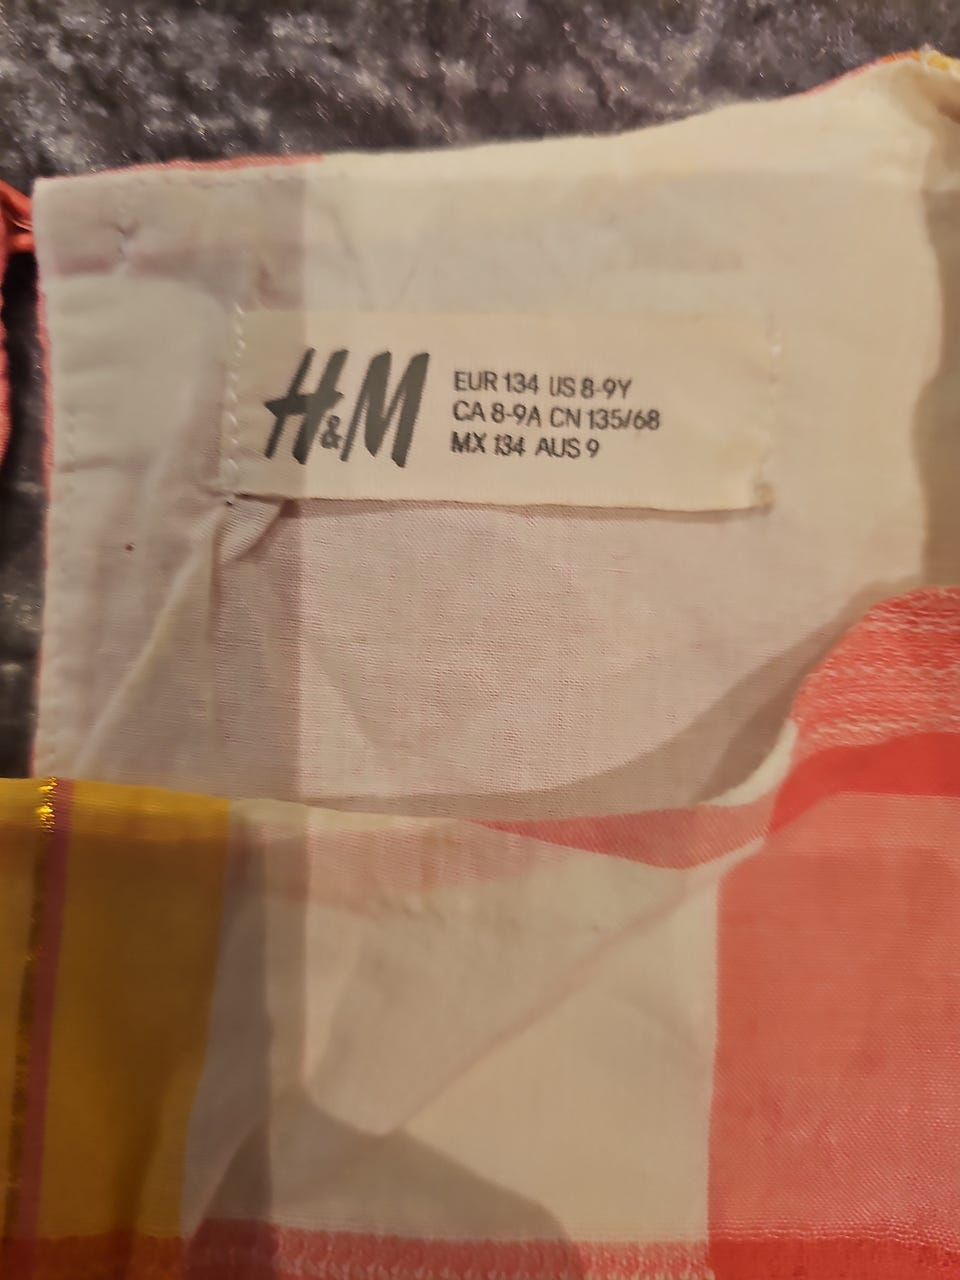 H&M
EUR 134 US 8-9Y
CA 8-9A CN 135/68
MX 134 AUS 9